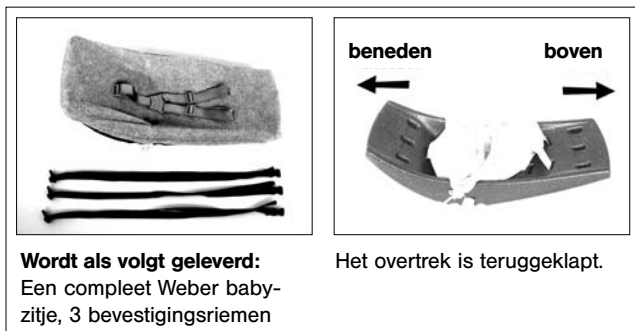 beneden boven
Wordt als volgt geleverd:
Een compleet Weber baby-
zitje, 3 bevestigingsriemen
Het overtrek is teruggeklapt.